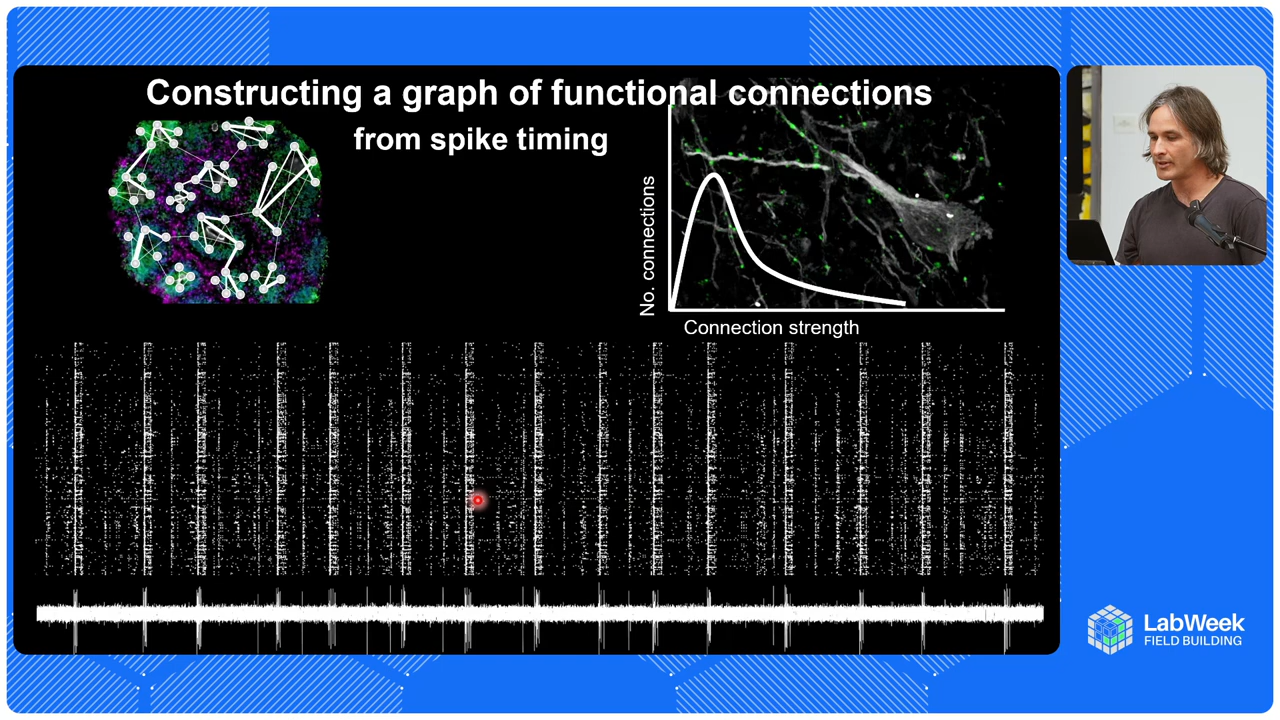 Constructing a graph of functional connections
from spike timing
No. connections
Connection strength
LabWeek
FIELD BUILDING